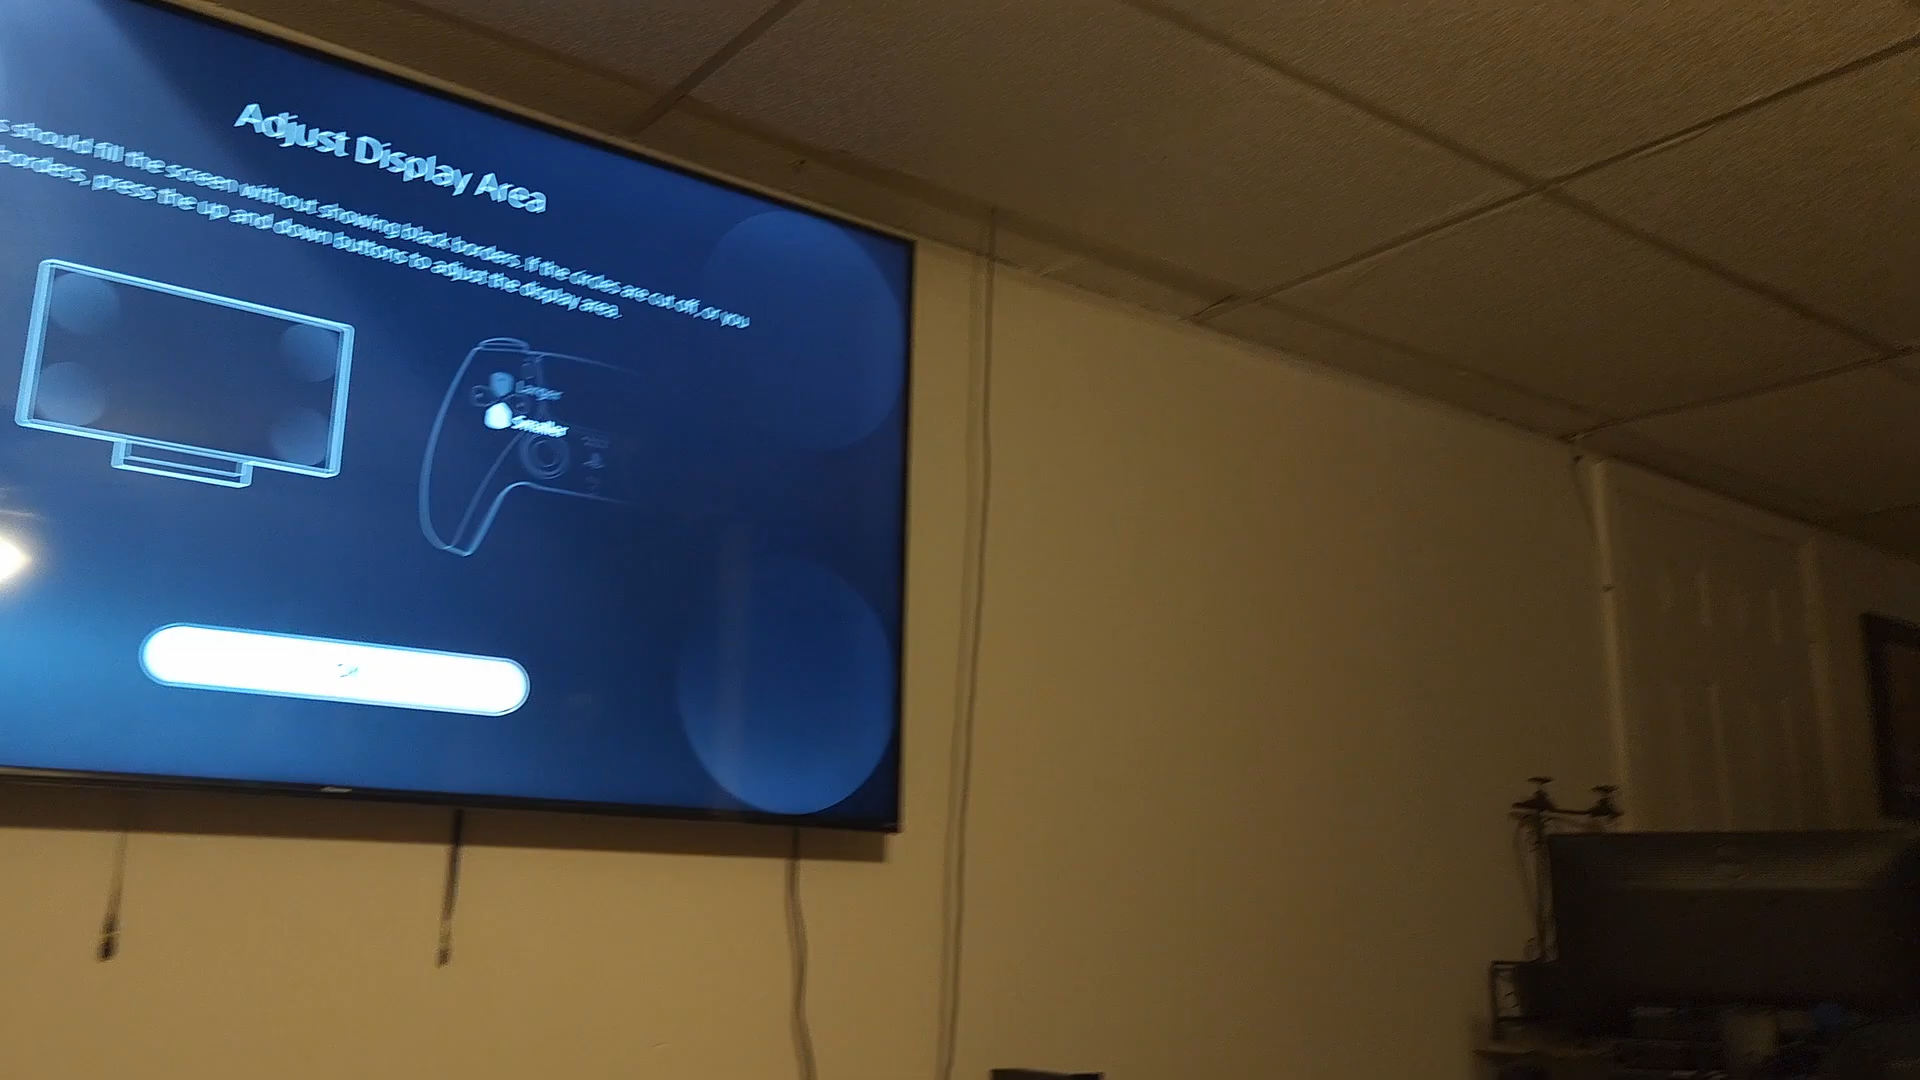 Adjust Display Area
should fill the screen without showing black borders. If the circles are cut off, or you
borders, press the up and down buttons to adjust the display area.
Larger
Smaller